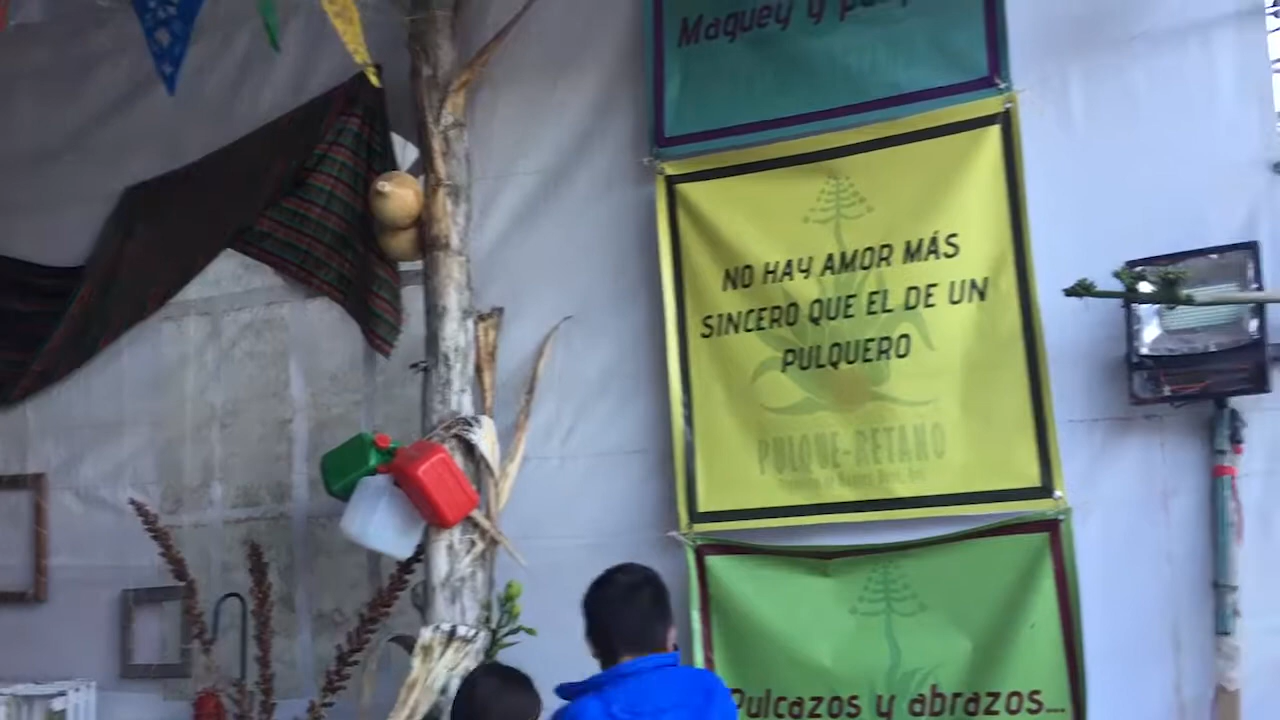 Maguey y
NO HAY AMOR MÁS
SINCERO QUE EL DE UN
PULQUERO
PULQUE-RETANO
Pulcazos y abrazos...